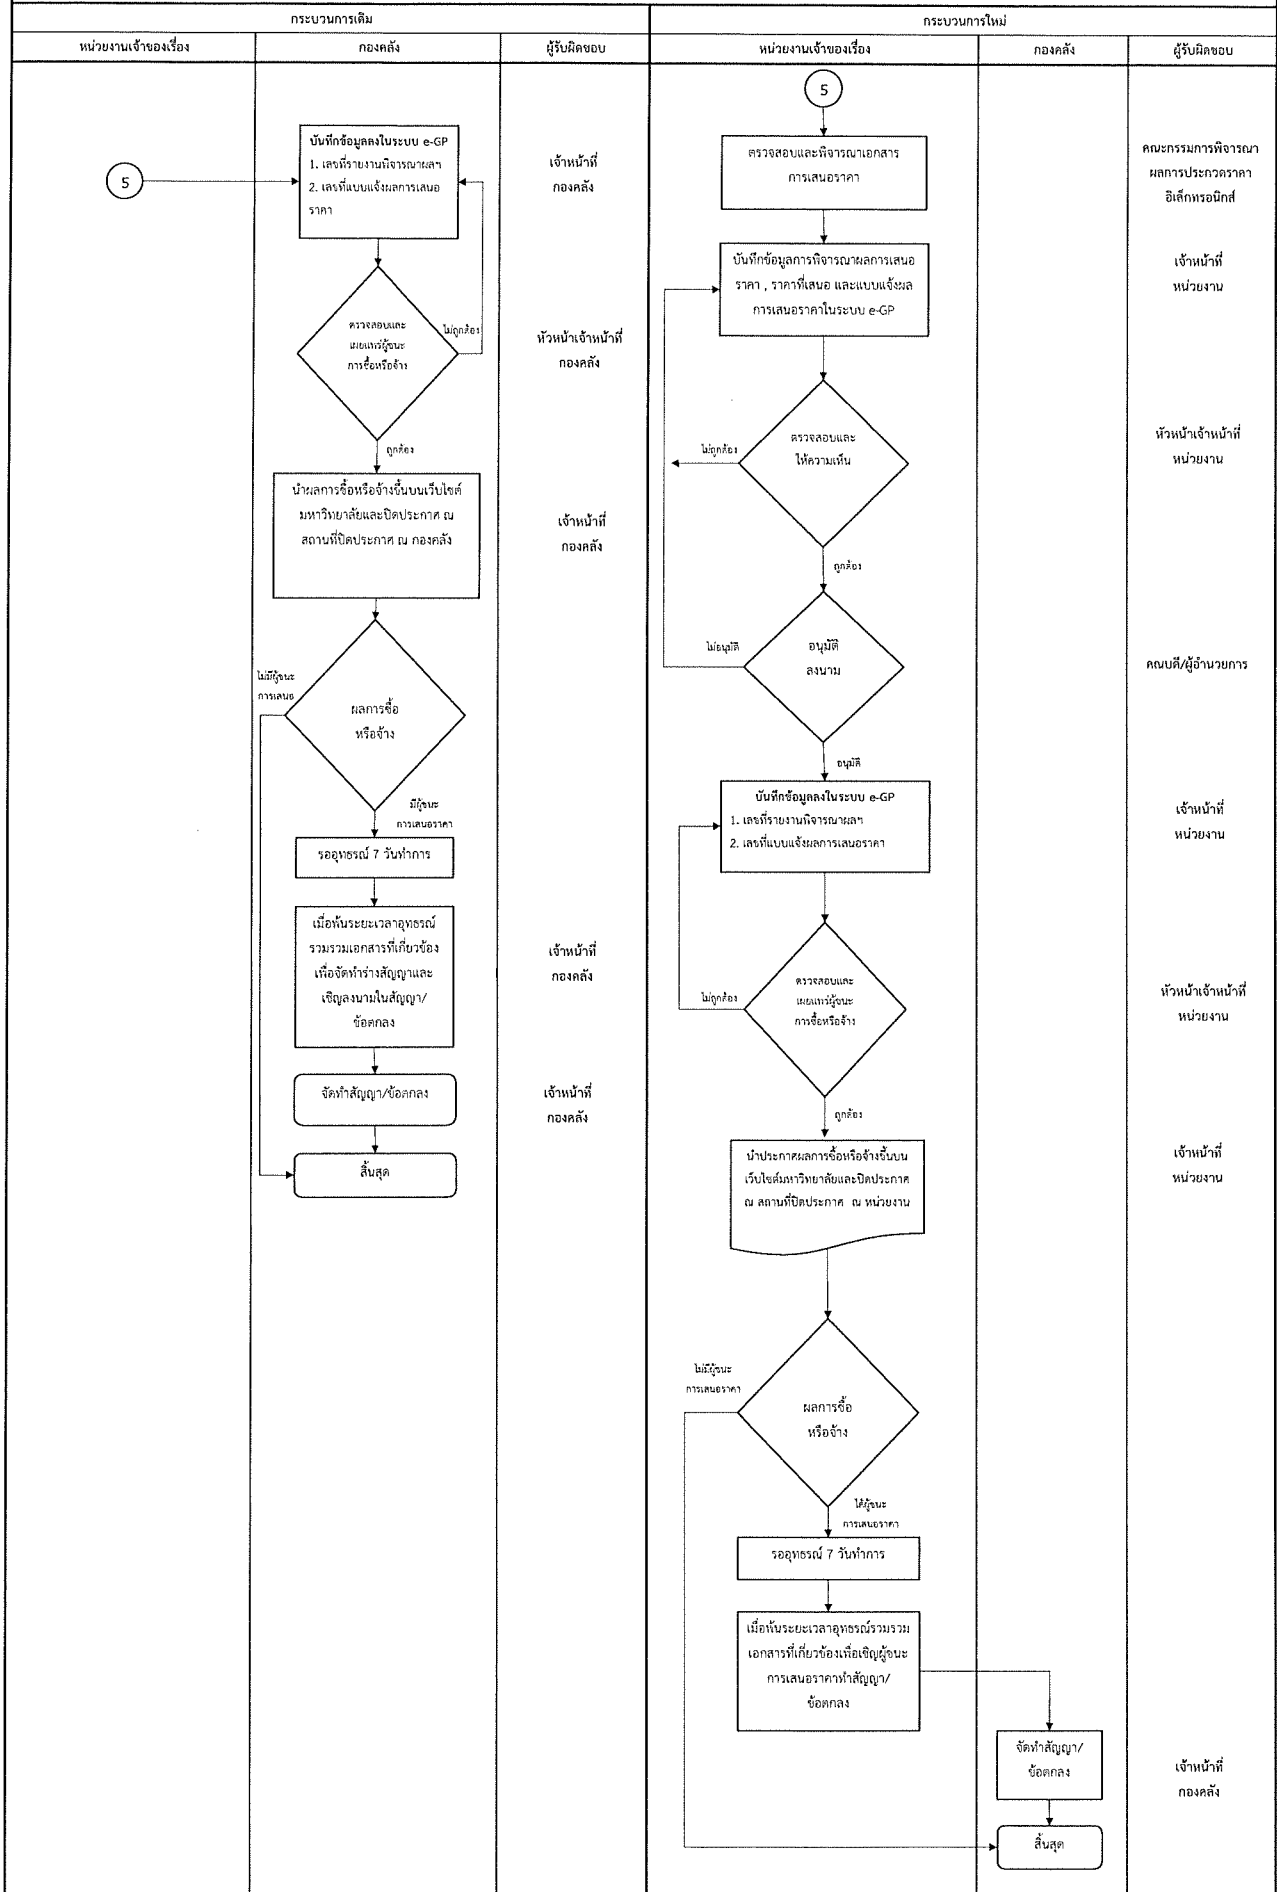 กระบวนการเดิม
กระบวนการใหม่
หน่วยงานเจ้าของเรื่อง
กองคลัง
ผู้รับผิดชอบ
หน่วยงานเจ้าของเรื่อง
กองคลัง
ผู้รับผิดชอบ
5
บันทึกข้อมูลลงในระบบ e-GP
1. เลขที่รายงานพิจารณาผลฯ
2. เลขที่แบบแจ้งผลการเสนอ
ราคา
เจ้าหน้าที่
กองคลัง
ตรวจสอบและ
เผยแพร่ผู้ชนะ
การซื้อหรือจ้าง
ไม่ถูกต้อง
หัวหน้าเจ้าหน้าที่
กองคลัง
ถูกต้อง
นำผลการซื้อหรือจ้างขึ้นบนเว็บไซต์
มหาวิทยาลัยและปิดประกาศ ณ
สถานที่ปิดประกาศ ณ กองคลัง
เจ้าหน้าที่
กองคลัง
ไม่มีผู้ชนะ
การเสนอ
ผลการซื้อ
หรือจ้าง
มีผู้ชนะ
การเสนอราคา
รออุทธรณ์ 7 วันทำการ
เมื่อพ้นระยะเวลาอุทธรณ์
รวมรวมเอกสารที่เกี่ยวข้อง
เพื่อจัดทำร่างสัญญาและ
เชิญลงนามในสัญญา/
ข้อตกลง
เจ้าหน้าที่
กองคลัง
จัดทำสัญญา/ข้อตกลง
เจ้าหน้าที่
กองคลัง
สิ้นสุด
5
ตรวจสอบและพิจารณาเอกสาร
การเสนอราคา
คณะกรรมการพิจารณา
ผลการประกวดราคา
อิเล็กทรอนิกส์
บันทึกข้อมูลการพิจารณาผลการเสนอ
ราคา , ราคาที่เสนอ และแบบแจ้งผล
การเสนอราคาในระบบ e-GP
เจ้าหน้าที่
หน่วยงาน
ตรวจสอบและ
ให้ความเห็น
ไม่ถูกต้อง
หัวหน้าเจ้าหน้าที่
หน่วยงาน
ถูกต้อง
ไม่อนุมัติ
อนุมัติ
ลงนาม
คณบดี/ผู้อำนวยการ
อนุมัติ
บันทึกข้อมูลลงในระบบ e-GP
1. เลขที่รายงานพิจารณาผลฯ
2. เลขที่แบบแจ้งผลการเสนอราคา
เจ้าหน้าที่
หน่วยงาน
ตรวจสอบและ
เผยแพร่ผู้ชนะ
การซื้อหรือจ้าง
ไม่ถูกต้อง
หัวหน้าเจ้าหน้าที่
หน่วยงาน
ถูกต้อง
นำประกาศผลการซื้อหรือจ้างขึ้นบน
เว็บไซต์มหาวิทยาลัยและปิดประกาศ
ณ สถานที่ปิดประกาศ ณ หน่วยงาน
เจ้าหน้าที่
หน่วยงาน
ไม่มีผู้ชนะ
การเสนอราคา
ผลการซื้อ
หรือจ้าง
ได้ผู้ชนะ
การเสนอราคา
รออุทธรณ์ 7 วันทำการ
เมื่อพ้นระยะเวลาอุทธรณ์รวมรวม
เอกสารที่เกี่ยวข้องเพื่อเชิญผู้ชนะ
การเสนอราคาทำสัญญา/
ข้อตกลง
จัดทำสัญญา/
ข้อตกลง
เจ้าหน้าที่
กองคลัง
สิ้นสุด